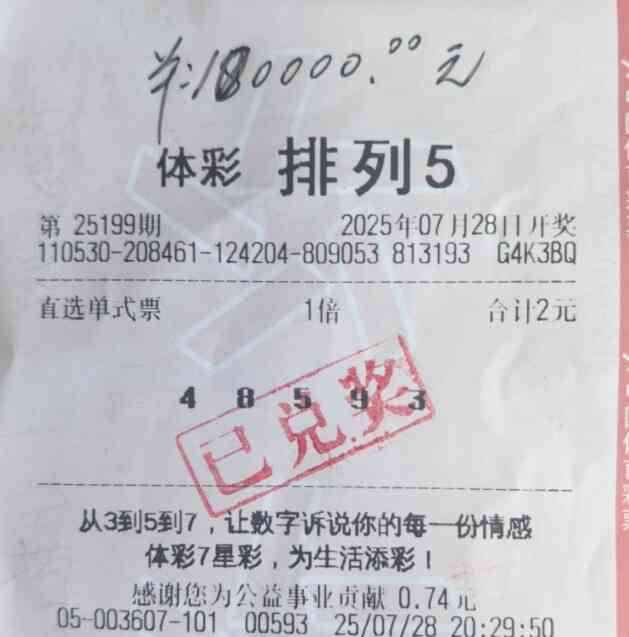 ¥:180000.00元
体彩 排列5
第 25199期 2025年07月28日开奖
110530-208461-124204-809053 813193 G4K3BQ
直选单式票 1倍 合计2元
4 8 5 9 3
已兑奖
从3到5到7,让数字诉说你的每一份情感
体彩7星彩,为生活添彩!
感谢您为公益事业贡献 0.74元
05-003607-101 00593 25/07/28 20:29:50